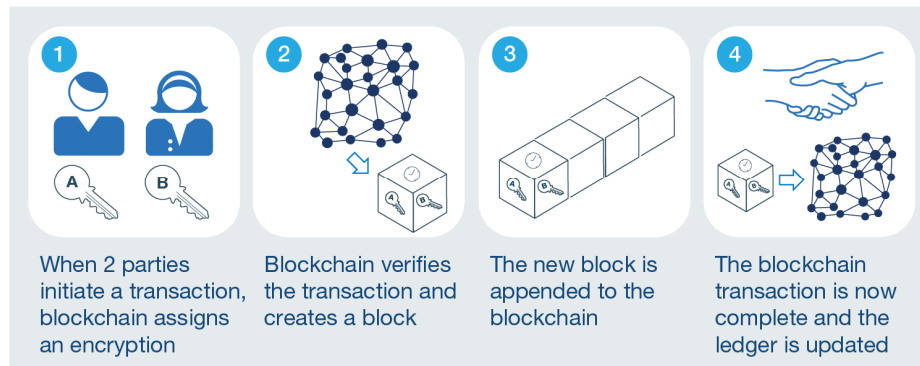 1
A
B
When 2 parties
initiate a transaction,
blockchain assigns
an encryption
2
A B
Blockchain verifies
the transaction and
creates a block
3
A B
The new block is
appended to the
blockchain
4
A B
The blockchain
transaction is now
complete and the
ledger is updated